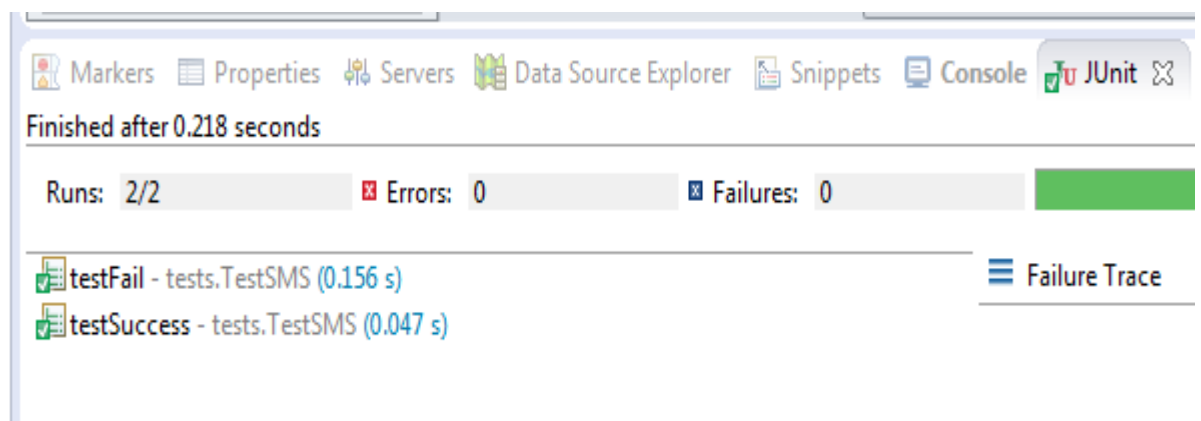 Markers Properties Servers Data Source Explorer Snippets Console JU JUnit
Finished after 0.218 seconds
Runs: 2/2 Errors: 0 Failures: 0
testFail - tests.TestSMS (0.156 s)
Failure Trace
testSuccess - tests.TestSMS (0.047 s)